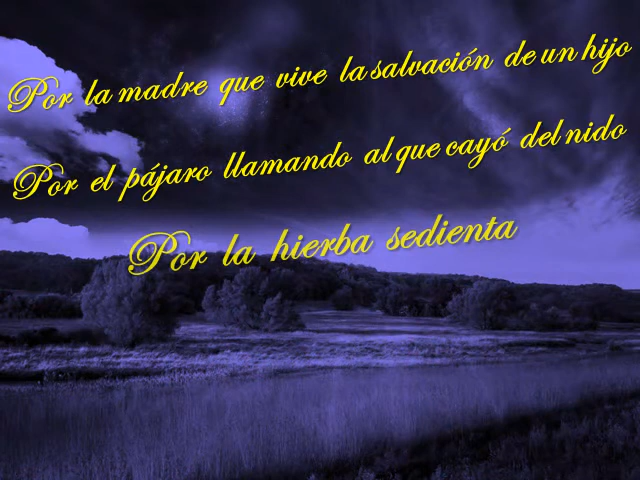 Por la madre que vive la salvación de un hijo
Por el pájaro llamando al que cayó del nido
Por la hierba sedienta